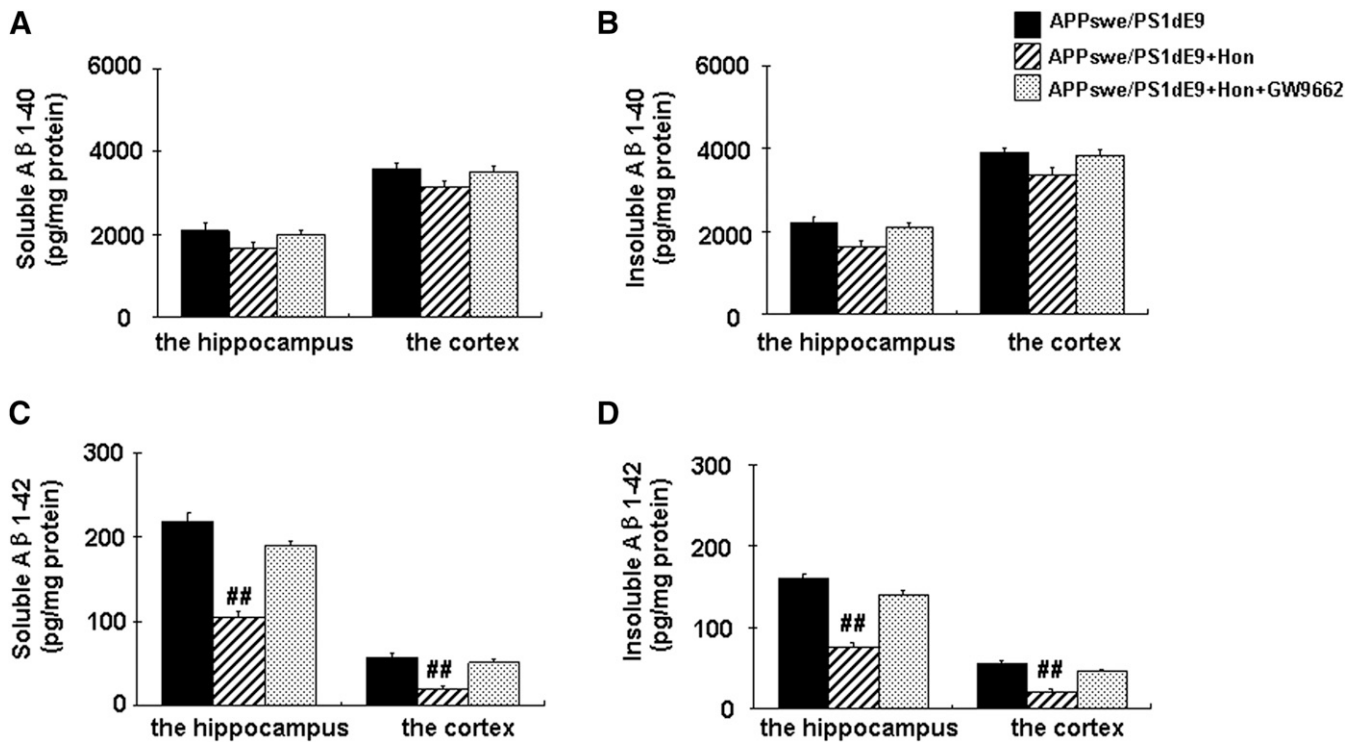 A
Soluble Aβ 1-40
(pg/mg protein)
6000
4000
2000
0
the hippocampus
the cortex
B
Insoluble Aβ 1-40
(pg/mg protein)
6000
4000
2000
0
the hippocampus
the cortex
APPswe/PS1dE9
APPswe/PS1dE9+Hon
APPswe/PS1dE9+Hon+GW9662
C
Soluble Aβ 1-42
(pg/mg protein)
300
200
100
0
##
##
the hippocampus
the cortex
D
Insoluble Aβ 1-42
(pg/mg protein)
300
200
100
0
##
##
the hippocampus
the cortex